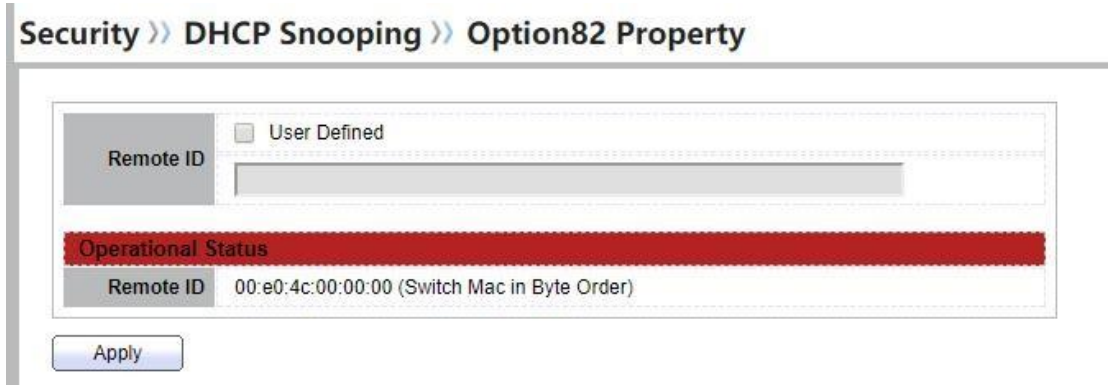 Security » DHCP Snooping » Option82 Property
User Defined
Remote ID
Operational Status
Remote ID 00:e0:4c:00:00:00 (Switch Mac in Byte Order)
Apply